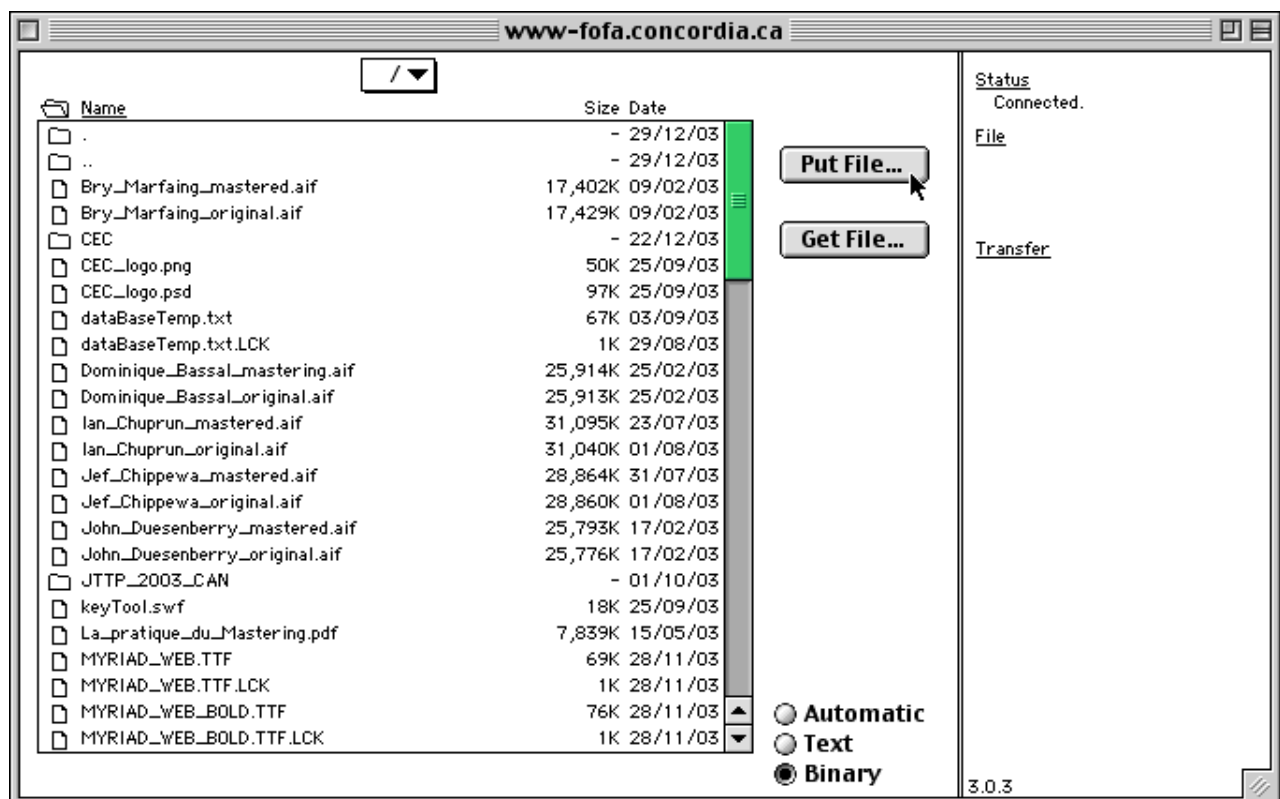 www-fofa.concordia.ca
/
Name Size Date
. - 29/12/03
.. - 29/12/03
Bry_Marfaing_mastered.aif 17,402K 09/02/03
Bry_Marfaing_original.aif 17,429K 09/02/03
CEC - 22/12/03
CEC_logo.png 50K 25/09/03
CEC_logo.psd 97K 25/09/03
dataBaseTemp.txt 67K 03/09/03
dataBaseTemp.txt.LCK 1K 29/08/03
Dominique_Bassal_mastering.aif 25,914K 25/02/03
Dominique_Bassal_original.aif 25,913K 25/02/03
Ian_Chuprun_mastered.aif 31,095K 23/07/03
Ian_Chuprun_original.aif 31,040K 01/08/03
Jef_Chippewa_mastered.aif 28,864K 31/07/03
Jef_Chippewa_original.aif 28,860K 01/08/03
John_Duesenberry_mastered.aif 25,793K 17/02/03
John_Duesenberry_original.aif 25,776K 17/02/03
JTTP_2003_CAN - 01/10/03
keyTool.swf 18K 25/09/03
La_pratique_du_Mastering.pdf 7,839K 15/05/03
MYRIAD_WEB.TTF 69K 28/11/03
MYRIAD_WEB.TTF.LCK 1K 28/11/03
MYRIAD_WEB_BOLD.TTF 76K 28/11/03
MYRIAD_WEB_BOLD.TTF.LCK 1K 28/11/03
Put File...
Get File...
Automatic
Text
Binary
Status
Connected.
File
Transfer
3.0.3